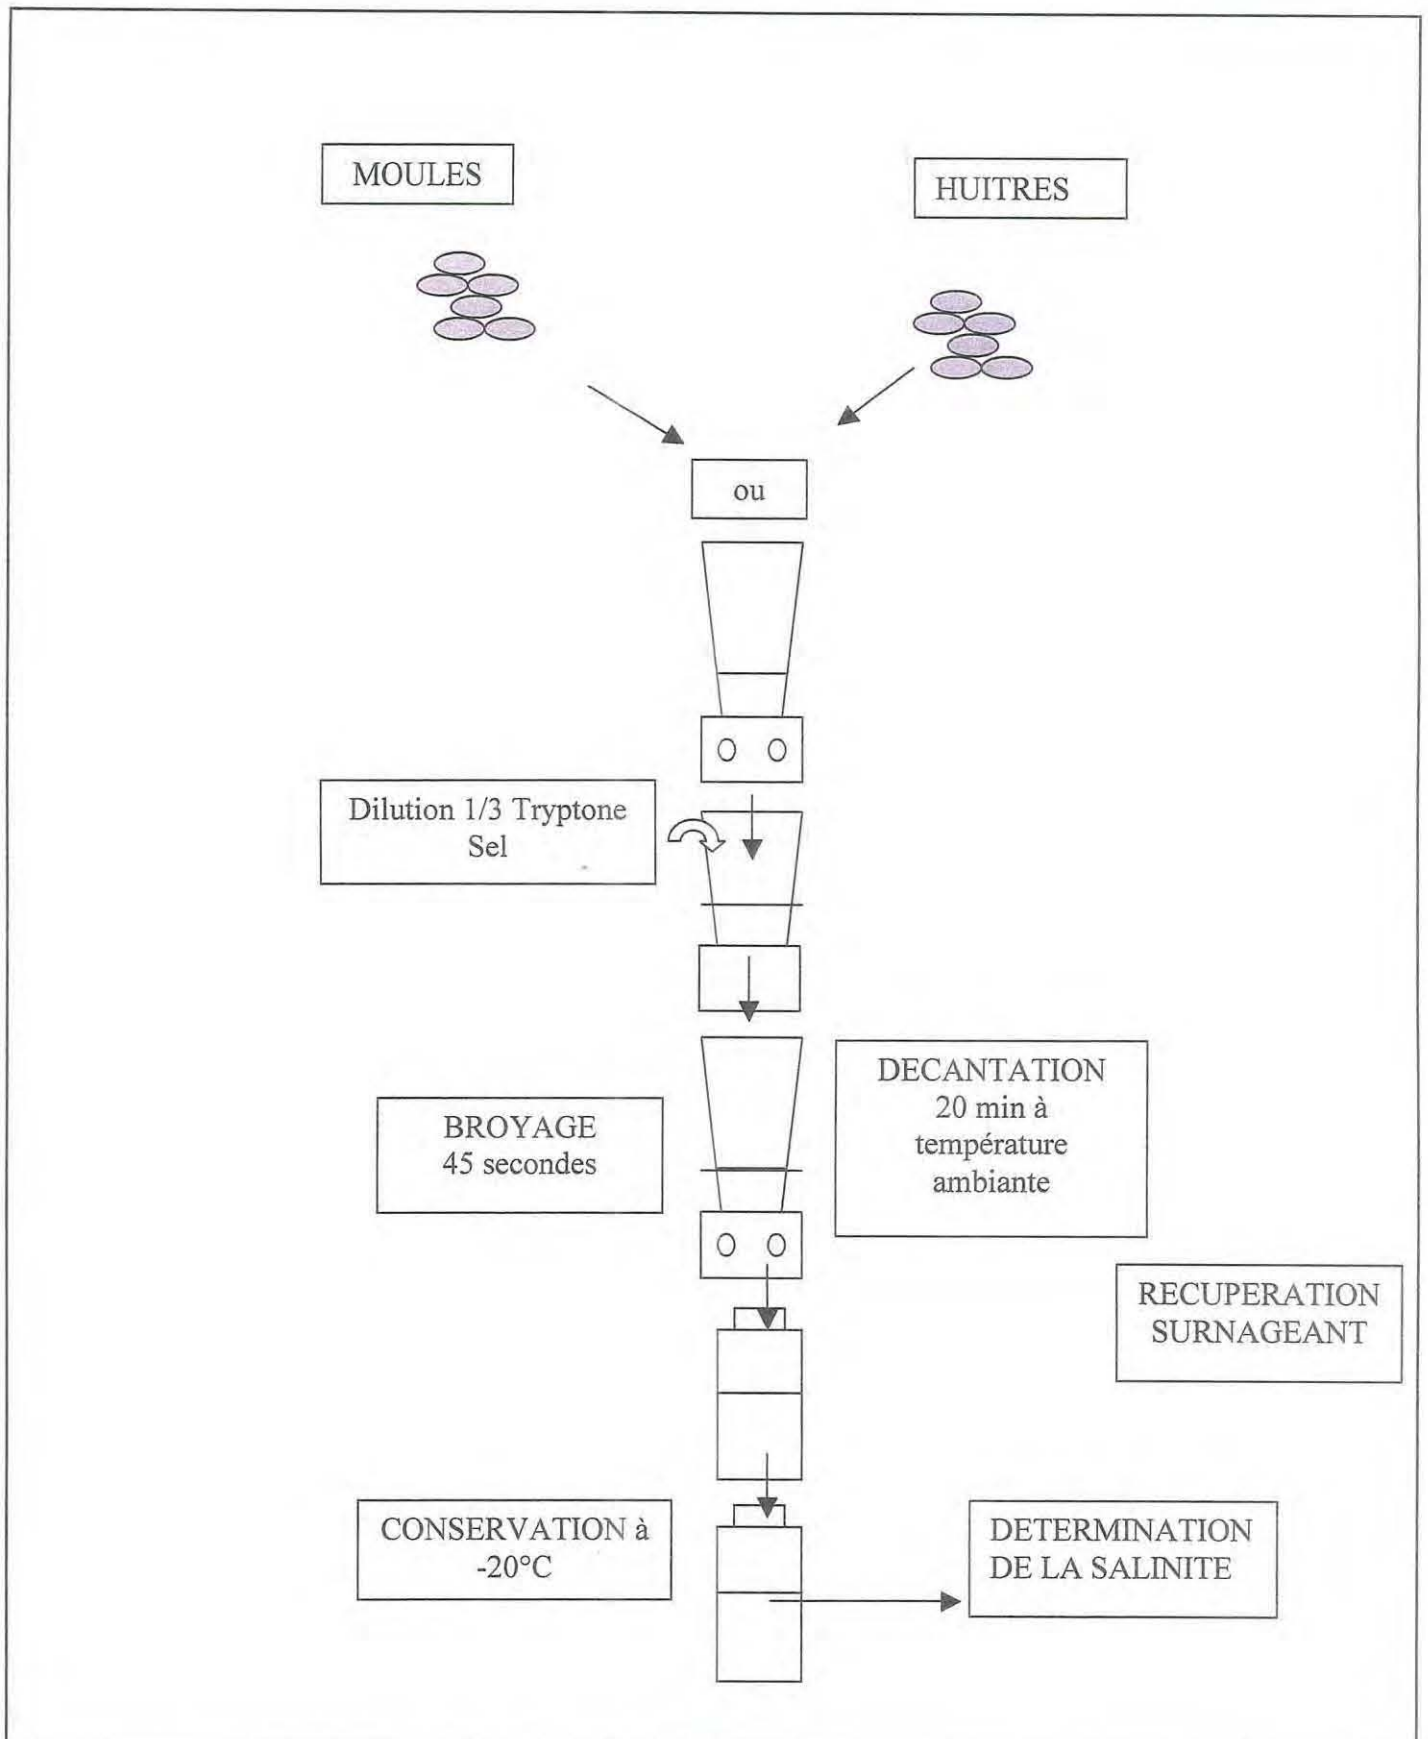 MOULES
HUITRES
ou
Dilution 1/3 Tryptone
Sel
BROYAGE
45 secondes
DECANTATION
20 min à
température
ambiante
RECUPERATION
SURNAGEANT
CONSERVATION à
-20°C
DETERMINATION
DE LA SALINITE